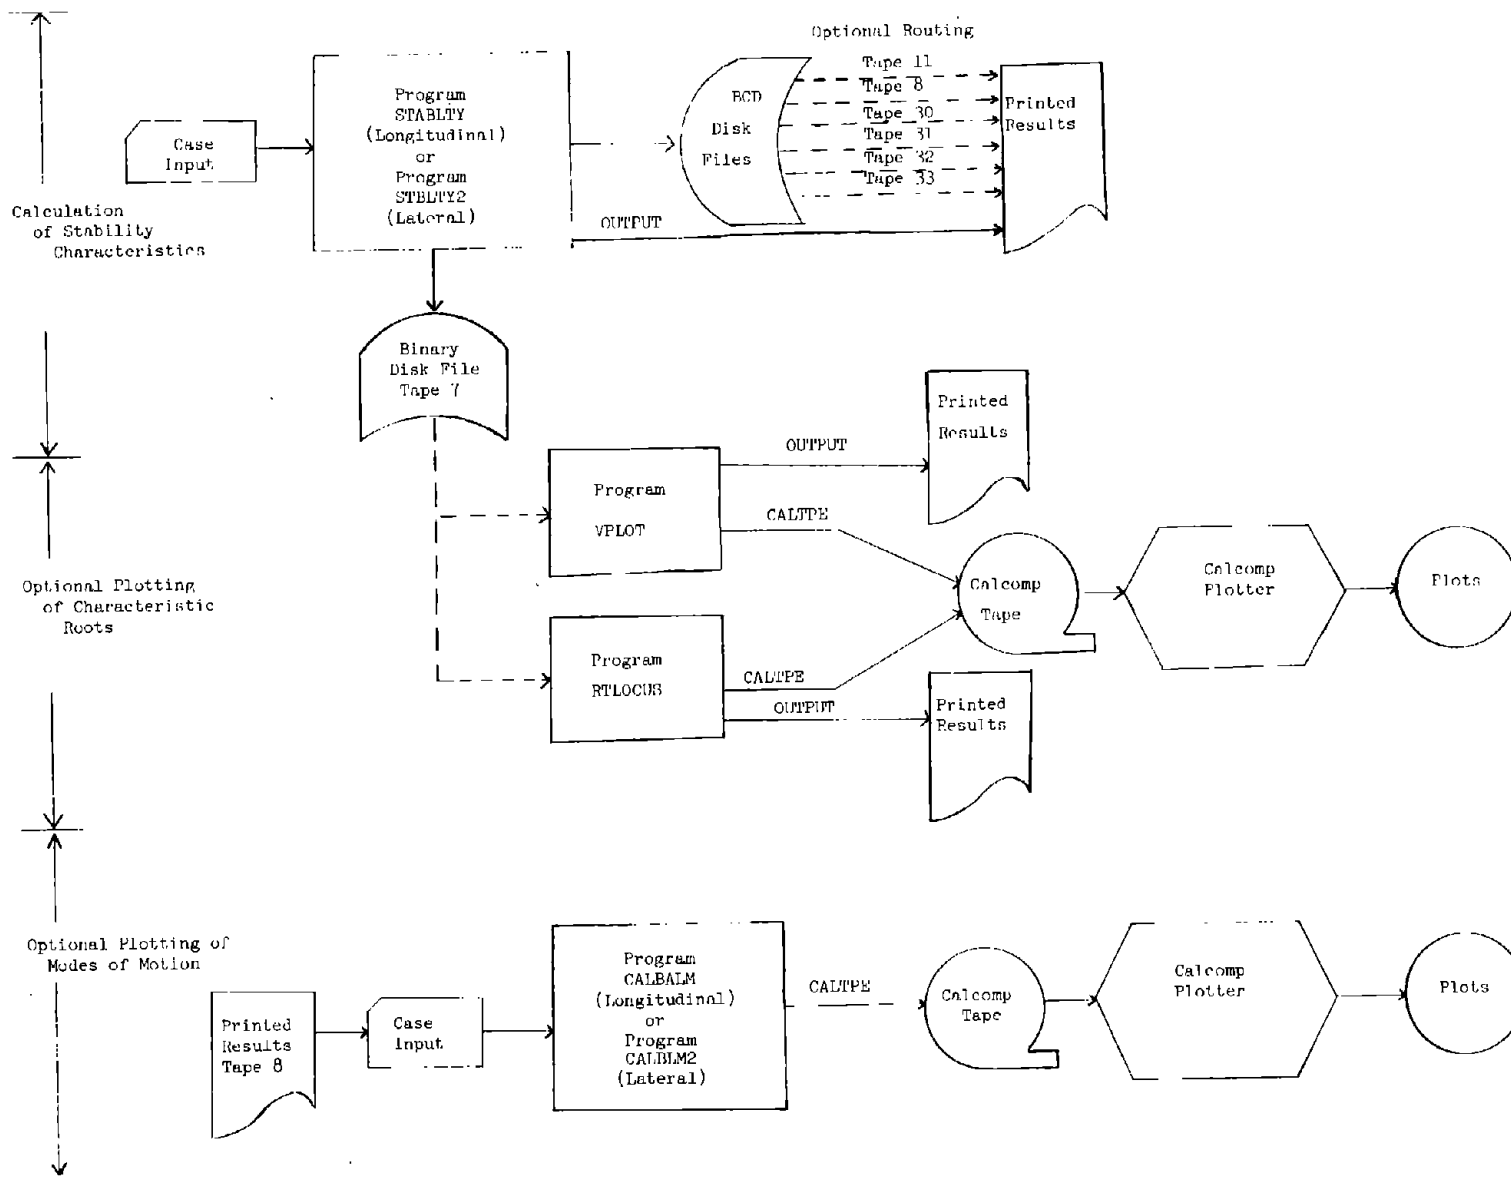 Optional Routing
Tape 11
Tape 8
Tape 30
Tape 31
Tape 32
Tape 33
Program
STABLTY
(Longitudinal)
or
Program
STBLTY2
(Lateral)
BCD
Disk
Files
Printed
Results
Case
Input
OUTPUT
Calculation
of Stability
Characteristics
Binary
Disk File
Tape 7
Printed
Results
OUTPUT
Program
VPLOT
CALTPE
Calcomp
Tape
Calcomp
Plotter
Plots
Optional Plotting
of Characteristic
Roots
Program
RTLOCUS
CALTPE
OUTPUT
Printed
Results
Optional Plotting of
Modes of Motion
Printed
Results
Tape 8
Case
Input
Program
CALBALM
(Longitudinal)
or
Program
CALBLM2
(Lateral)
CALTPE
Calcomp
Tape
Calcomp
Plotter
Plots